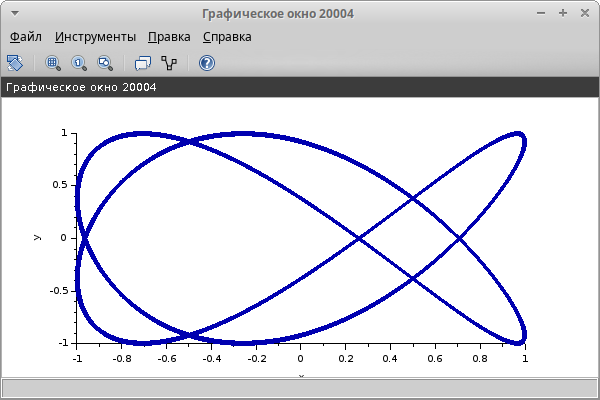 Графическое окно 20004
Файл Инструменты Правка Справка
Графическое окно 20004
1
0.5
0
-0.5
-1
y
-1 -0.8 -0.6 -0.4 -0.2 0 0.2 0.4 0.6 0.8 1